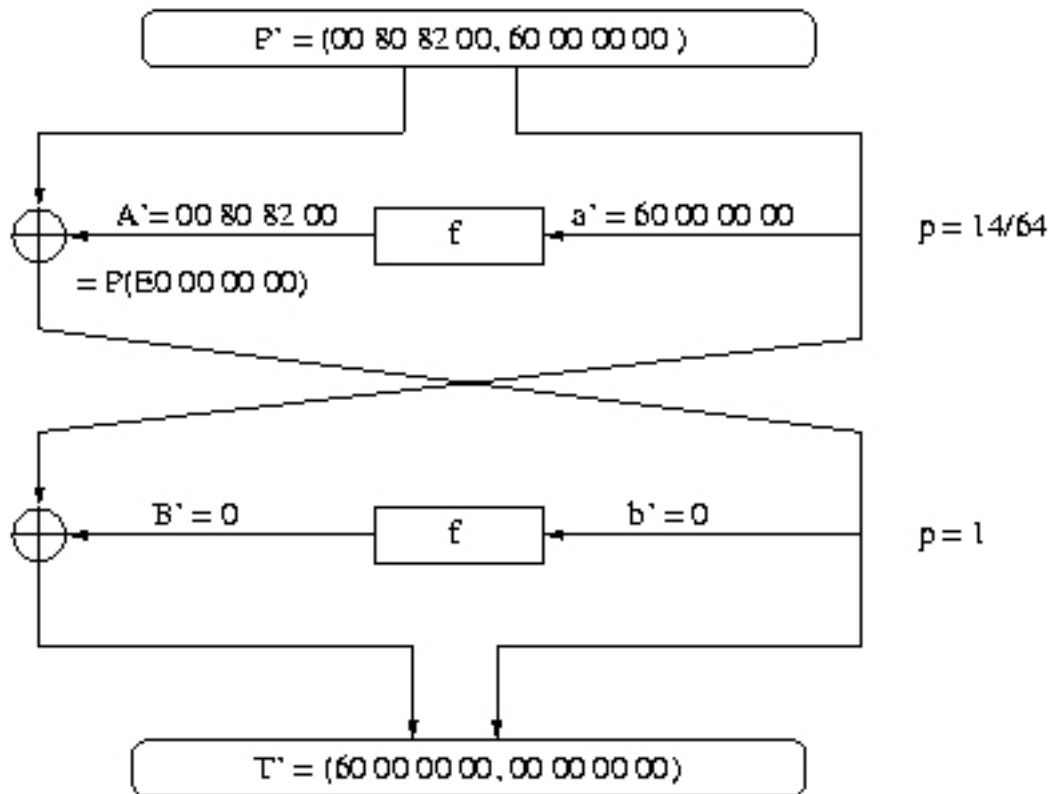 P' = (00 80 82 00, 60 00 00 00 )
A' = 00 80 82 00
f
a' = 60 00 00 00
p = 14/64
= P(E0 00 00 00)
B' = 0
f
b' = 0
p = 1
T' = (60 00 00 00, 00 00 00 00)